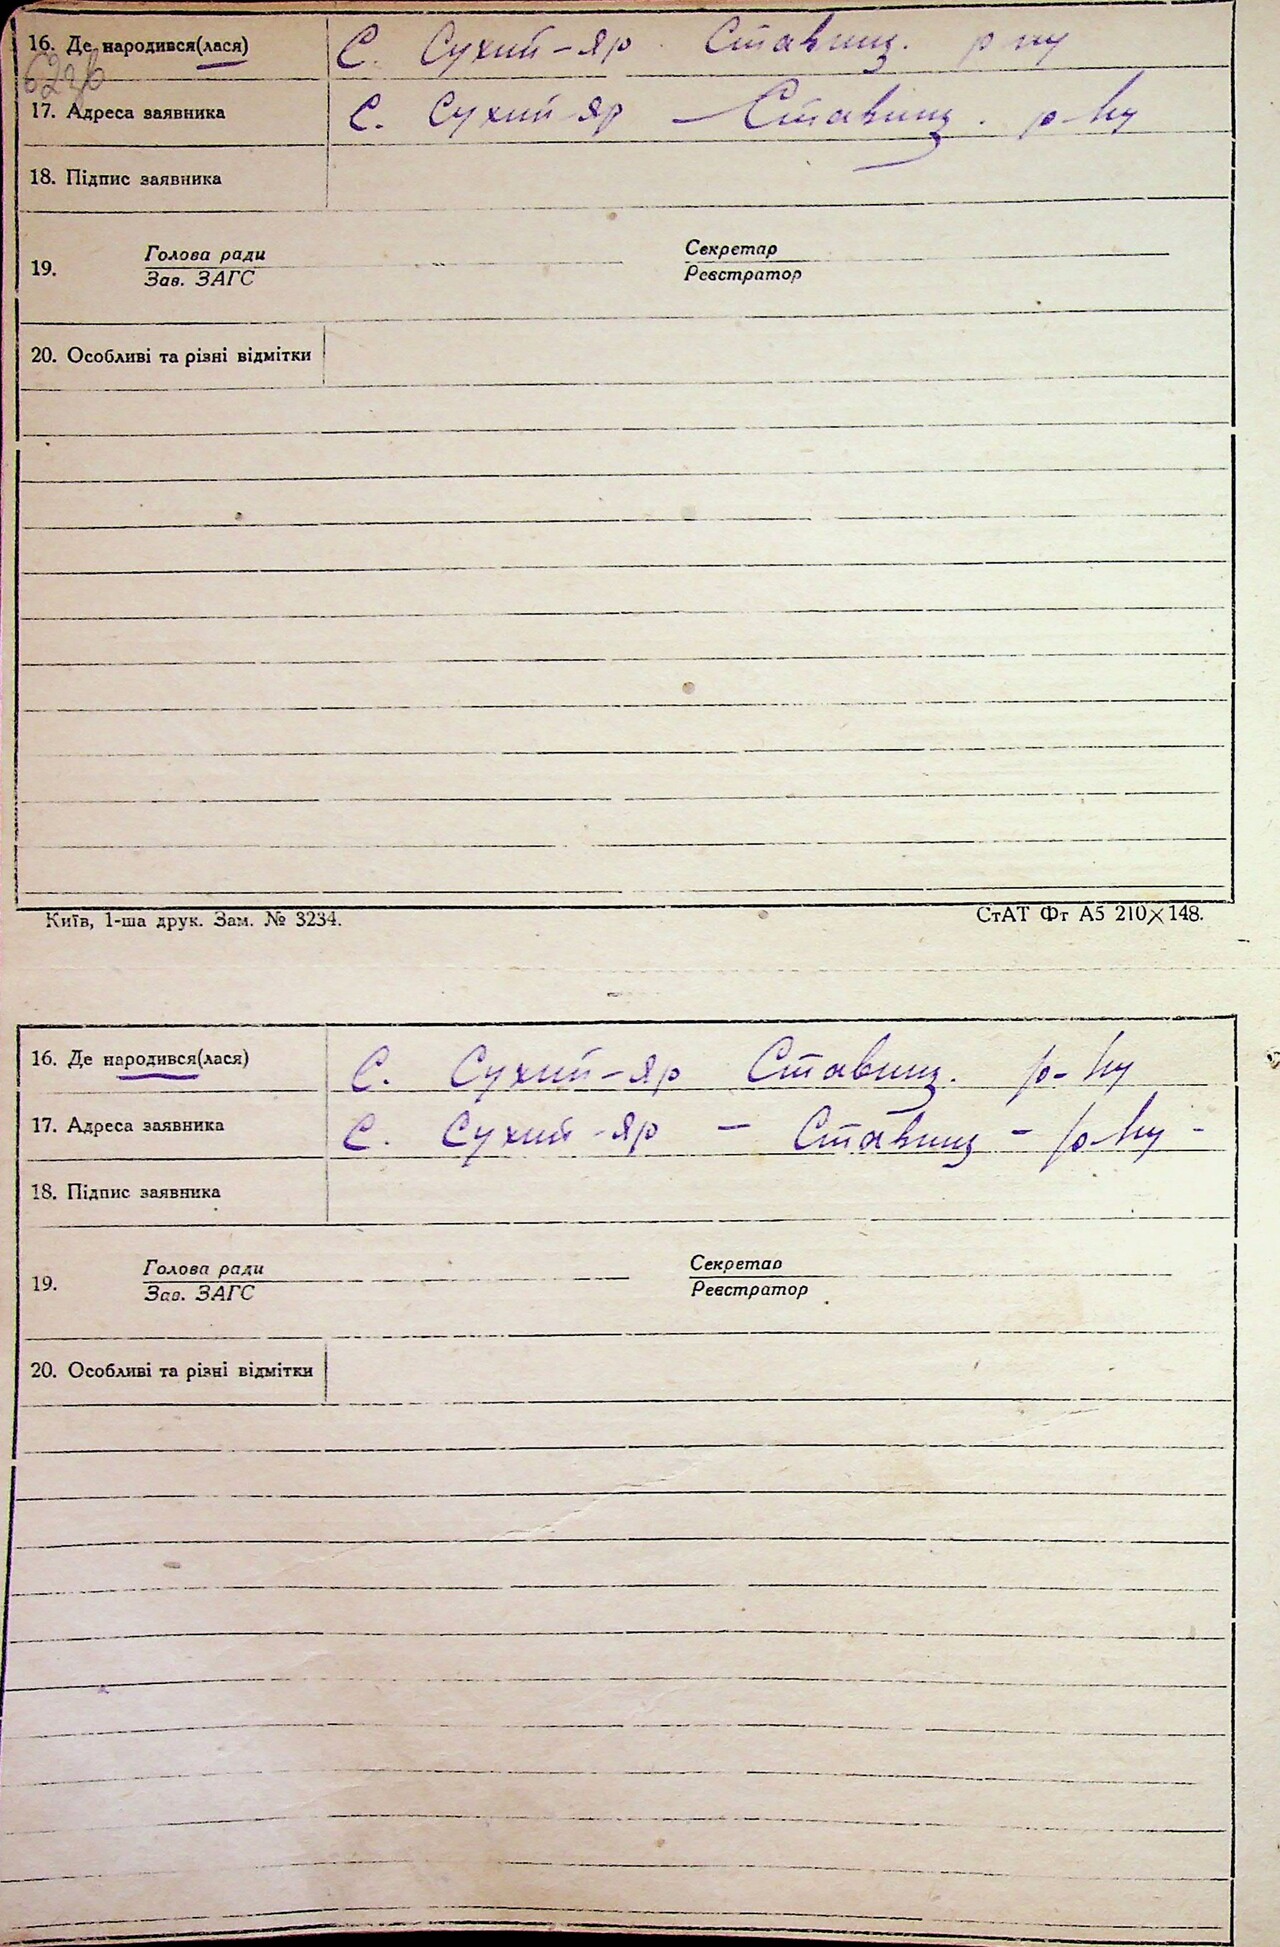 16. Де народився(лася) С. Сухий-Яр Ставищ. р ну
62зв
17. Адреса заявника С. Сухий Яр — Ставищ. р-ну
18. Підпис заявника
Голова ради Секретар
19.
Зав. ЗАГС Реєстратор
20. Особливі та різні відмітки
Київ, 1-ша друк. Зам. № 3234. СтАТ Фт А5 210×148.
16. Де народився(лася) С. Сухий-Яр Ставищ. р-ну
17. Адреса заявника С. Сухий-Яр — Ставищ - р-ну -
18. Підпис заявника
Голова ради Секретар
19.
Зав. ЗАГС Реєстратор
20. Особливі та різні відмітки